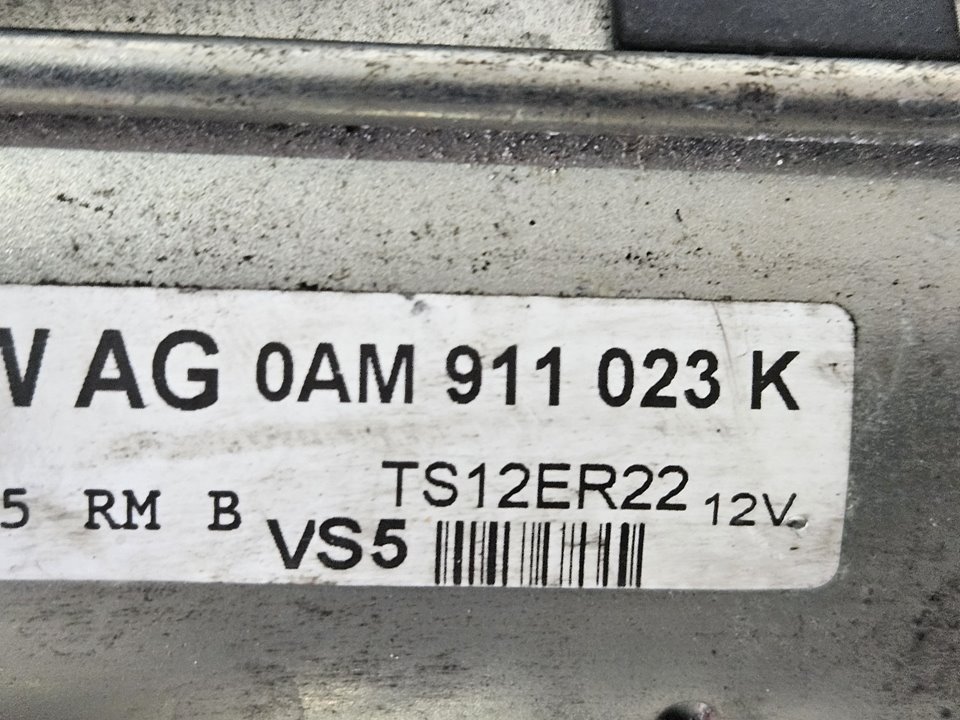 W AG 0AM 911 023 K
TS12ER22 12V
5 RM B VS5